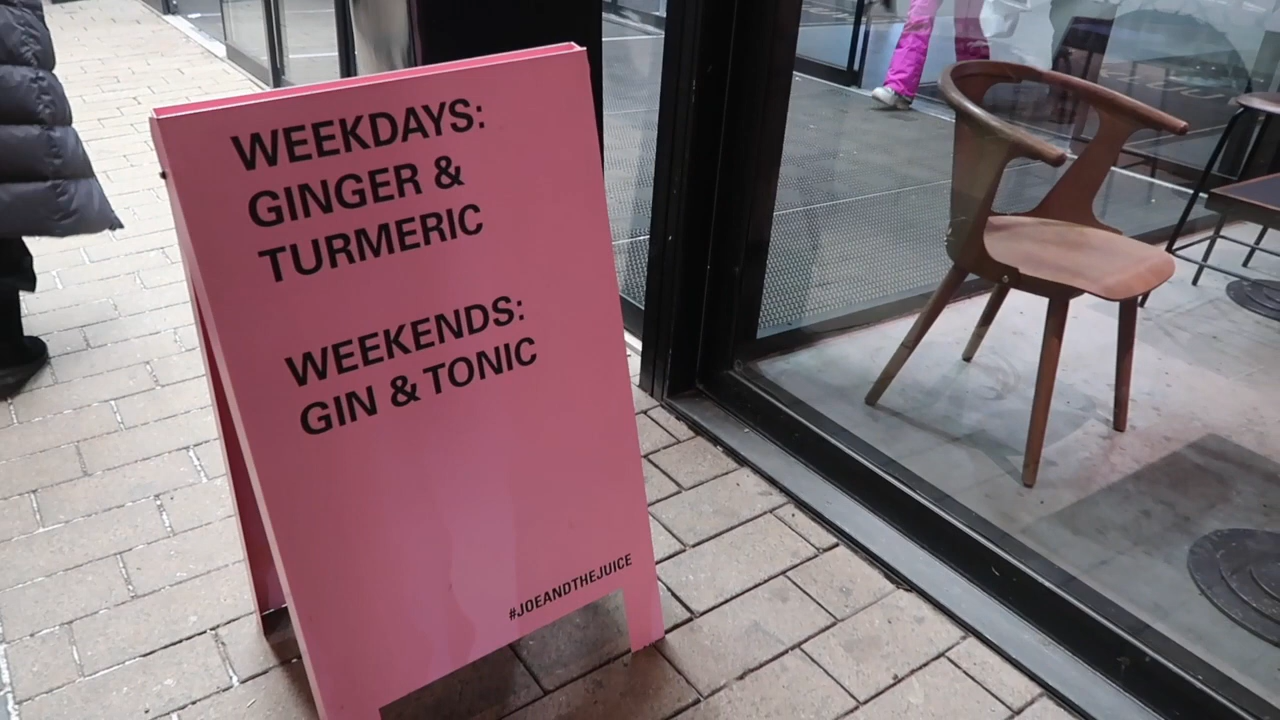 WEEKDAYS:
GINGER &
TURMERIC
WEEKENDS:
GIN & TONIC
#JOEANDTHEJUICE